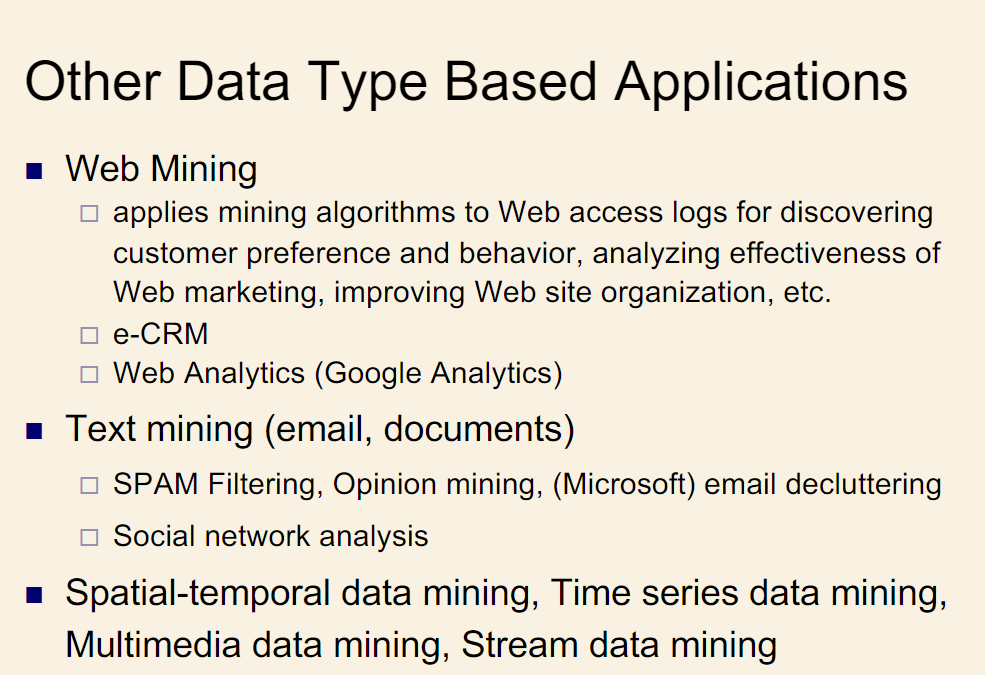 Other Data Type Based Applications
Web Mining
applies mining algorithms to Web access logs for discovering
customer preference and behavior, analyzing effectiveness of
Web marketing, improving Web site organization, etc.
e-CRM
Web Analytics (Google Analytics)
Text mining (email, documents)
SPAM Filtering, Opinion mining, (Microsoft) email decluttering
Social network analysis
Spatial-temporal data mining, Time series data mining,
Multimedia data mining, Stream data mining